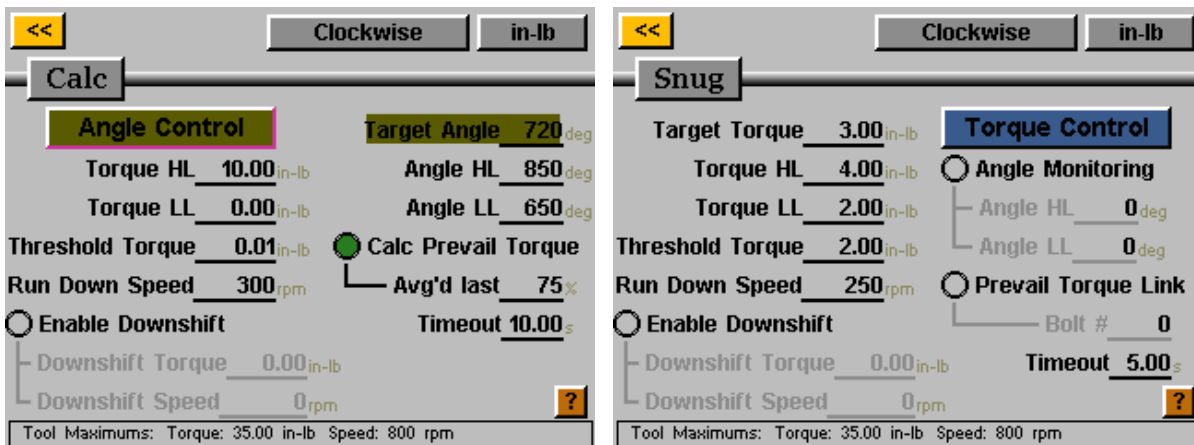 <<
Clockwise
in-lb
Calc
Angle Control
Target Angle 720 deg
Torque HL 10.00 in-lb
Angle HL 850 deg
Torque LL 0.00 in-lb
Angle LL 650 deg
Threshold Torque 0.01 in-lb
Calc Prevail Torque
Run Down Speed 300 rpm
Avg'd last 75 %
Enable Downshift
Timeout 10.00 s
Downshift Torque 0.00 in-lb
Downshift Speed 0 rpm
?
Tool Maximums: Torque: 35.00 in-lb Speed: 800 rpm
<<
Clockwise
in-lb
Snug
Target Torque 3.00 in-lb
Torque Control
Torque HL 4.00 in-lb
Angle Monitoring
Torque LL 2.00 in-lb
Angle HL 0 deg
Threshold Torque 2.00 in-lb
Angle LL 0 deg
Run Down Speed 250 rpm
Prevail Torque Link
Enable Downshift
Bolt # 0
Downshift Torque 0.00 in-lb
Timeout 5.00 s
Downshift Speed 0 rpm
?
Tool Maximums: Torque: 35.00 in-lb Speed: 800 rpm